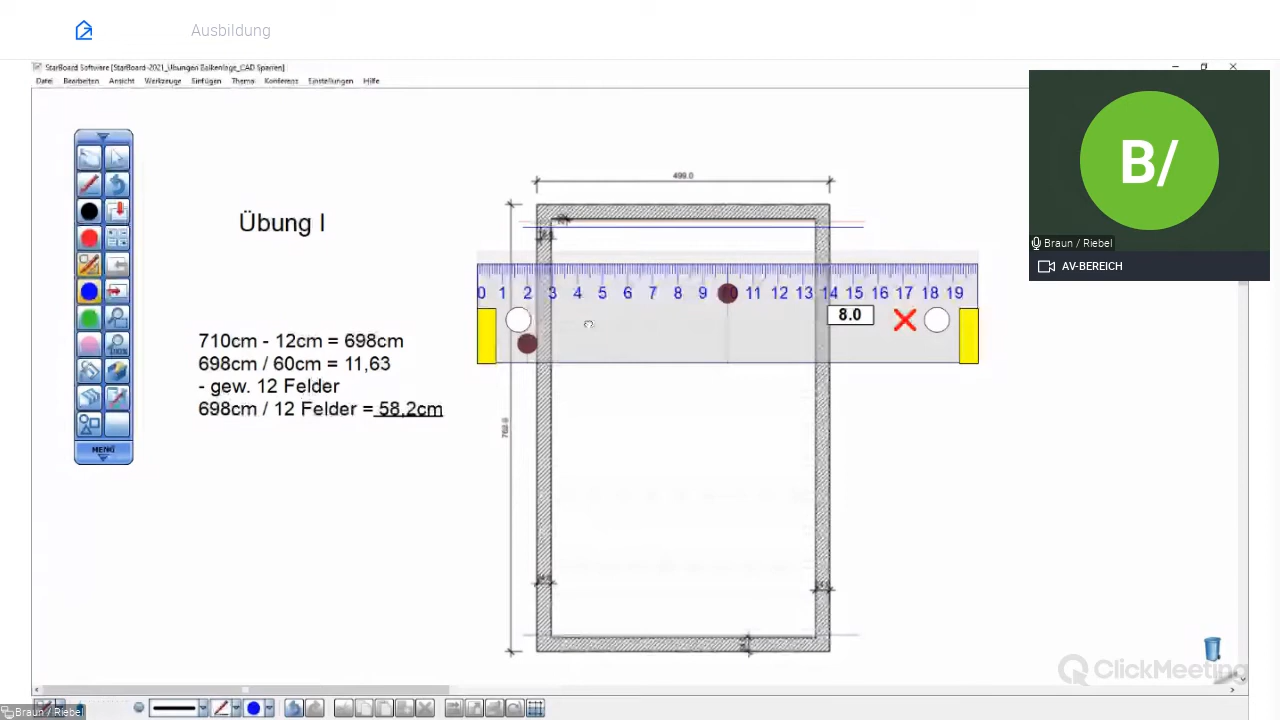 Ausbildung
StarBoard Software [StarBoard -2021_Übungen Balkenlage_CAD Sparren]
Datei Bearbeiten Ansicht Werkzeuge Einfügen Thema Konferenz Einstellungen Hilfe
B/
Braun / Riebel
AV-BEREICH
499.0
Übung I
0 1 2 3 4 5 6 7 8 9 10 11 12 13 14 15 16 17 18 19
8.0
710cm - 12cm = 698cm
698cm / 60cm = 11,63
- gew. 12 Felder
698cm / 12 Felder = 58,2cm
MENÜ
ClickMeeting
Braun / Riebel